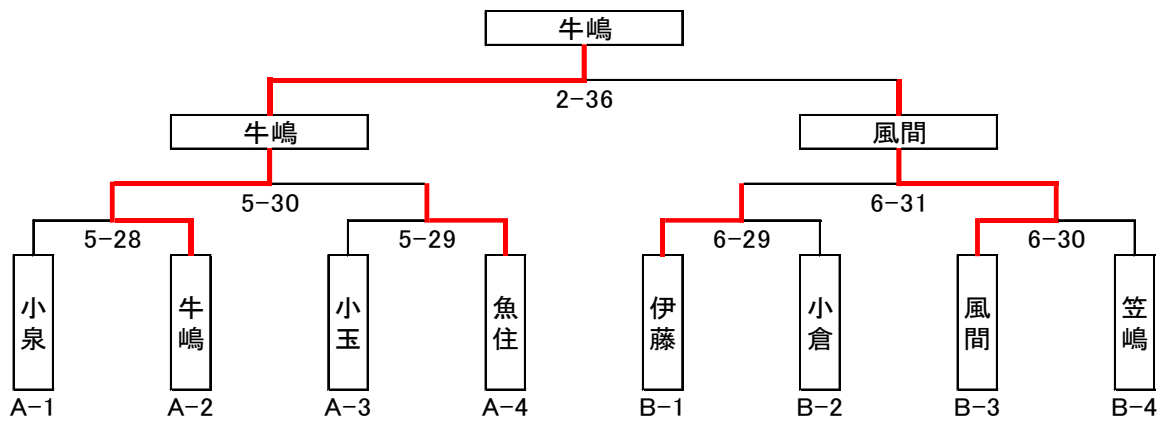 牛嶋
2-36
牛嶋
風間
5-30
6-31
5-28
5-29
6-29
6-30
小泉
牛嶋
小玉
魚住
伊藤
小倉
風間
笠嶋
A-1
A-2
A-3
A-4
B-1
B-2
B-3
B-4